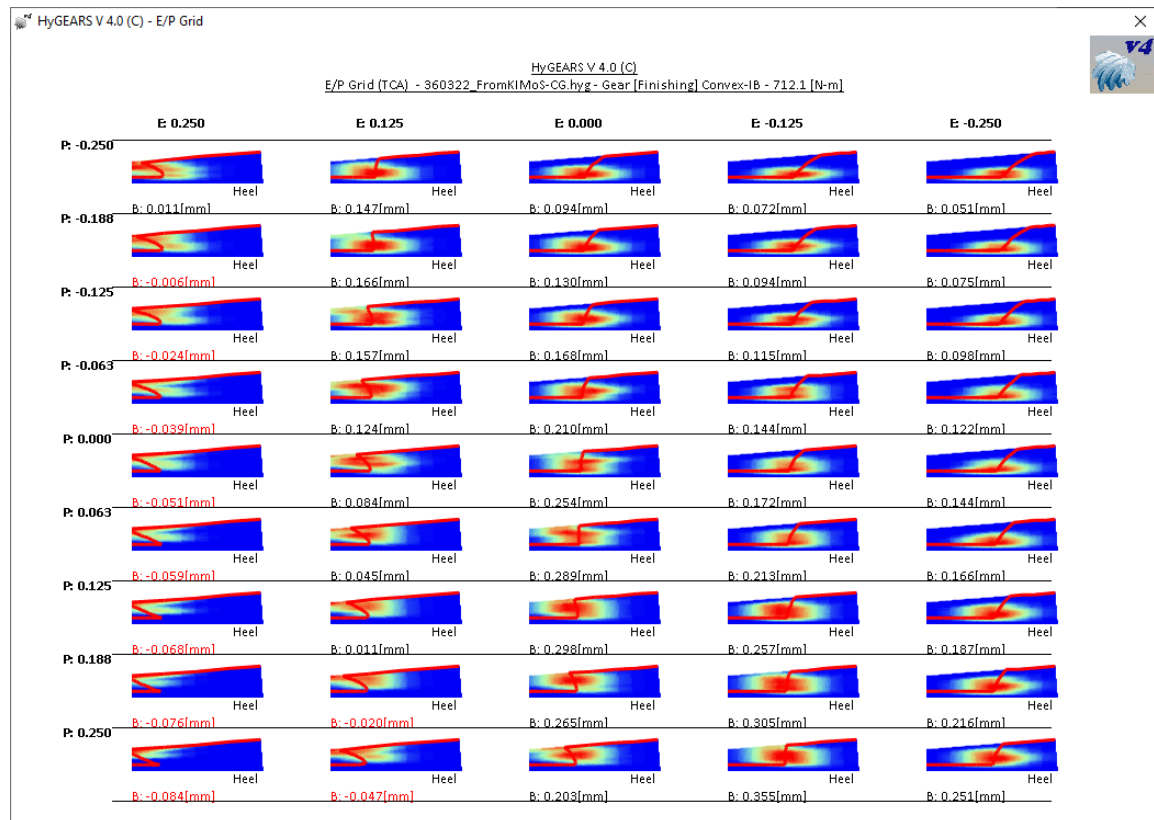 HyGEARS V 4.0 (C) - E/P Grid
V4
HyGEARS V 4.0 (C)
E/P Grid (TCA) - 360322_FromKIMoS-CG.hyg - Gear [Finishing] Convex-IB - 712.1 [N-m]
E: 0.250 E: 0.125 E: 0.000 E: -0.125 E: -0.250
P: -0.250
Heel Heel Heel Heel Heel
B: 0.011[mm] B: 0.147[mm] B: 0.094[mm] B: 0.072[mm] B: 0.051[mm]
P: -0.188
Heel Heel Heel Heel Heel
B: -0.006[mm] B: 0.166[mm] B: 0.130[mm] B: 0.094[mm] B: 0.075[mm]
P: -0.125
Heel Heel Heel Heel Heel
B: -0.024[mm] B: 0.157[mm] B: 0.168[mm] B: 0.115[mm] B: 0.098[mm]
P: -0.063
Heel Heel Heel Heel Heel
B: -0.039[mm] B: 0.124[mm] B: 0.210[mm] B: 0.144[mm] B: 0.122[mm]
P: 0.000
Heel Heel Heel Heel Heel
B: -0.051[mm] B: 0.084[mm] B: 0.254[mm] B: 0.172[mm] B: 0.144[mm]
P: 0.063
Heel Heel Heel Heel Heel
B: -0.059[mm] B: 0.045[mm] B: 0.289[mm] B: 0.213[mm] B: 0.166[mm]
P: 0.125
Heel Heel Heel Heel Heel
B: -0.068[mm] B: 0.011[mm] B: 0.298[mm] B: 0.257[mm] B: 0.187[mm]
P: 0.188
Heel Heel Heel Heel Heel
B: -0.076[mm] B: -0.020[mm] B: 0.265[mm] B: 0.305[mm] B: 0.216[mm]
P: 0.250
Heel Heel Heel Heel Heel
B: -0.084[mm] B: -0.047[mm] B: 0.203[mm] B: 0.355[mm] B: 0.251[mm]